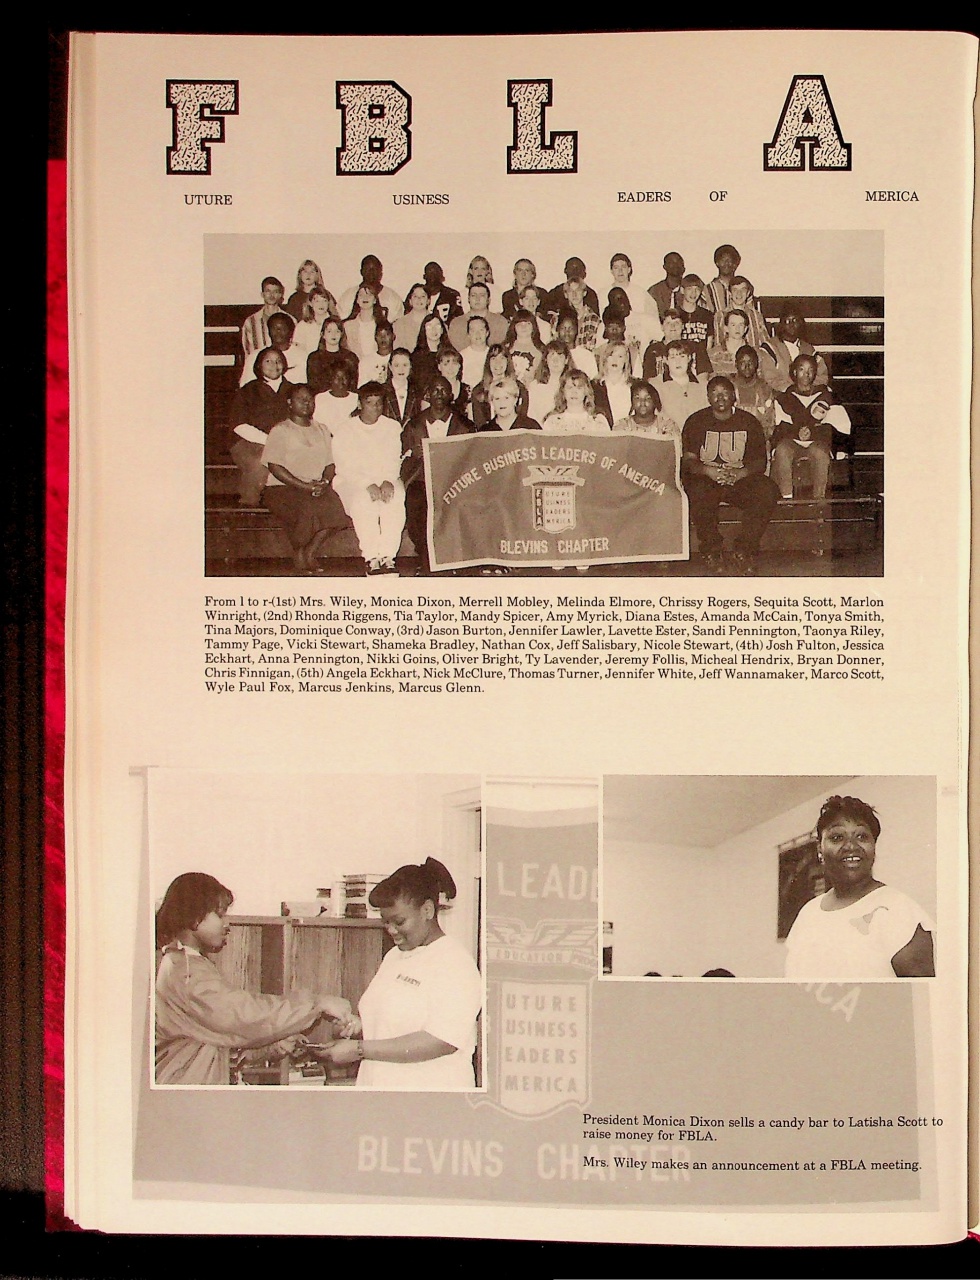 F B L A
UTURE USINESS EADERS OF MERICA
FUTURE BUSINESS LEADERS OF AMERICA
F UTURE
B USINESS
L EADERS
A MERICA
BLEVINS CHAPTER
JU
From l to r-(1st) Mrs. Wiley, Monica Dixon, Merrell Mobley, Melinda Elmore, Chrissy Rogers, Sequita Scott, Marlon
Winright, (2nd) Rhonda Riggens, Tia Taylor, Mandy Spicer, Amy Myrick, Diana Estes, Amanda McCain, Tonya Smith,
Tina Majors, Dominique Conway, (3rd) Jason Burton, Jennifer Lawler, Lavette Ester, Sandi Pennington, Taonya Riley,
Tammy Page, Vicki Stewart, Shameka Bradley, Nathan Cox, Jeff Salisbary, Nicole Stewart, (4th) Josh Fulton, Jessica
Eckhart, Anna Pennington, Nikki Goins, Oliver Bright, Ty Lavender, Jeremy Follis, Micheal Hendrix, Bryan Donner,
Chris Finnigan, (5th) Angela Eckhart, Nick McClure, Thomas Turner, Jennifer White, Jeff Wannamaker, Marco Scott,
Wyle Paul Fox, Marcus Jenkins, Marcus Glenn.
LEADE
EDUCATION
ICA
UTURE
USINESS
EADERS
MERICA
BLEVINS CHAPTER
President Monica Dixon sells a candy bar to Latisha Scott to
raise money for FBLA.
Mrs. Wiley makes an announcement at a FBLA meeting.